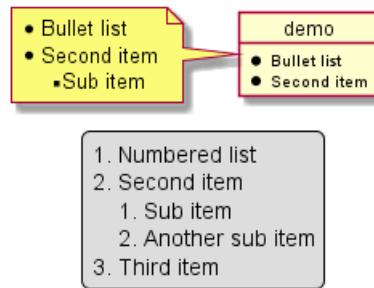 • Bullet list
• Second item
▪Sub item
demo
• Bullet list
• Second item
1. Numbered list
2. Second item
1. Sub item
2. Another sub item
3. Third item